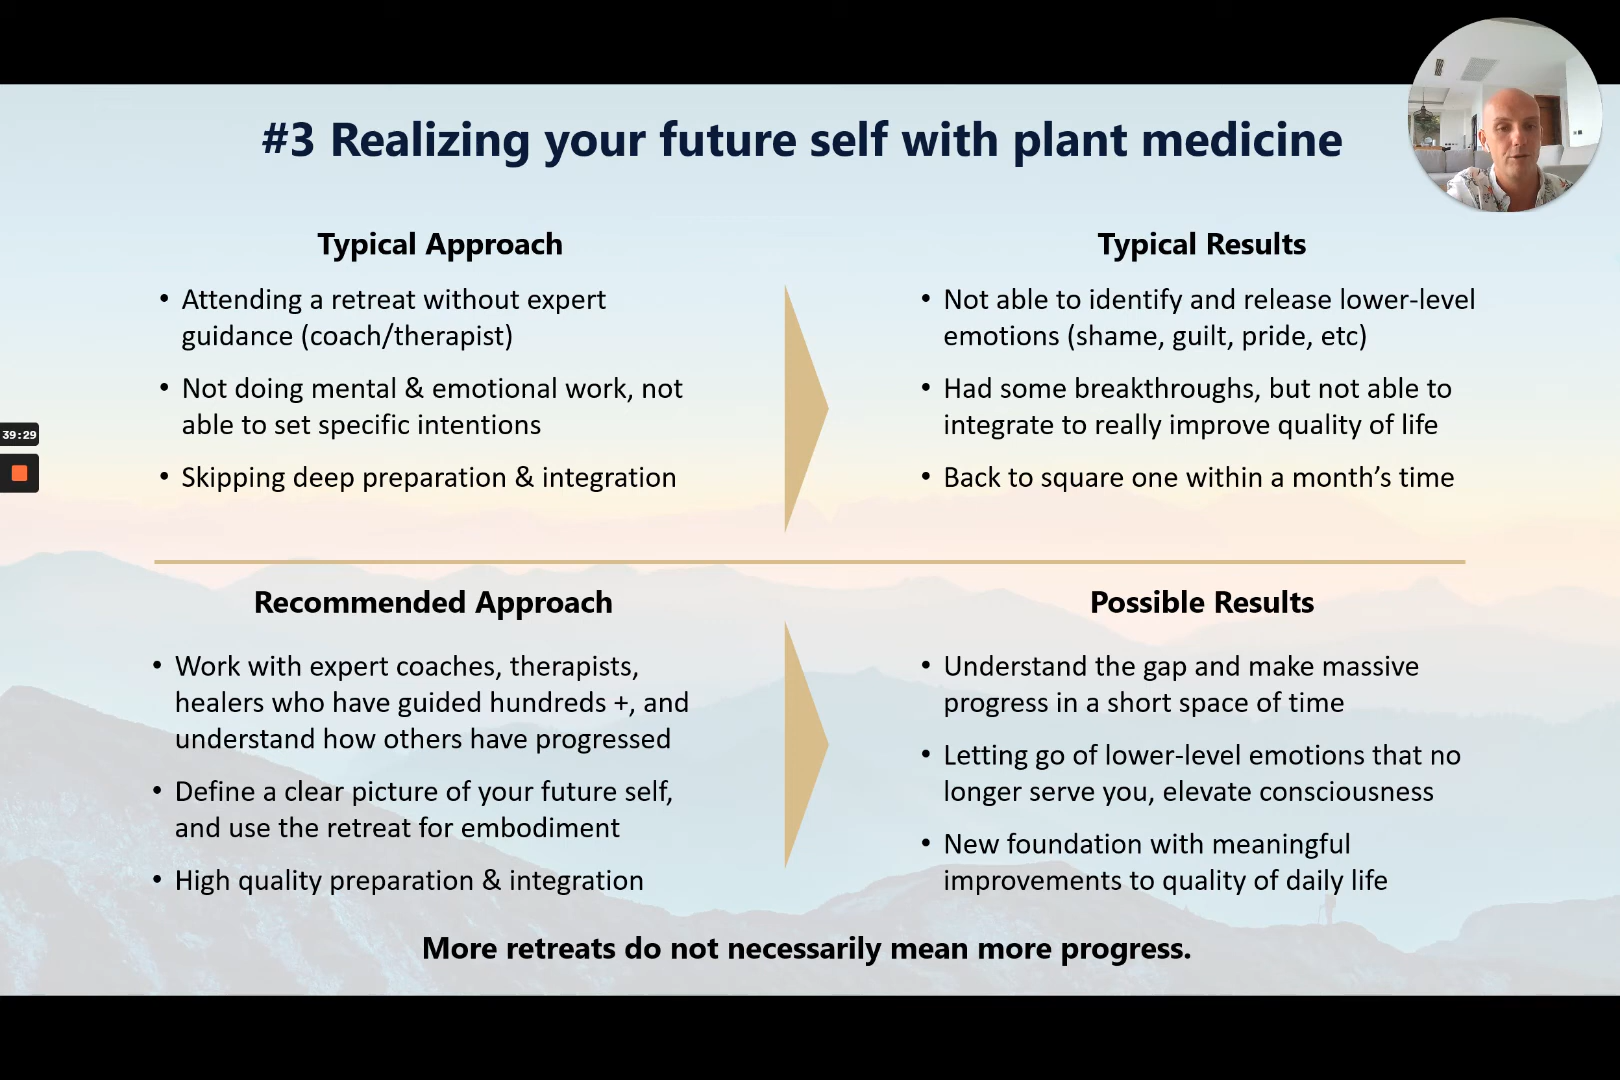 #3 Realizing your future self with plant medicine
Typical Approach
• Attending a retreat without expert
guidance (coach/therapist)
• Not doing mental & emotional work, not
able to set specific intentions
• Skipping deep preparation & integration
Typical Results
• Not able to identify and release lower-level
emotions (shame, guilt, pride, etc)
• Had some breakthroughs, but not able to
integrate to really improve quality of life
• Back to square one within a month’s time
39:29
Recommended Approach
• Work with expert coaches, therapists,
healers who have guided hundreds +, and
understand how others have progressed
• Define a clear picture of your future self,
and use the retreat for embodiment
• High quality preparation & integration
Possible Results
• Understand the gap and make massive
progress in a short space of time
• Letting go of lower-level emotions that no
longer serve you, elevate consciousness
• New foundation with meaningful
improvements to quality of daily life
More retreats do not necessarily mean more progress.